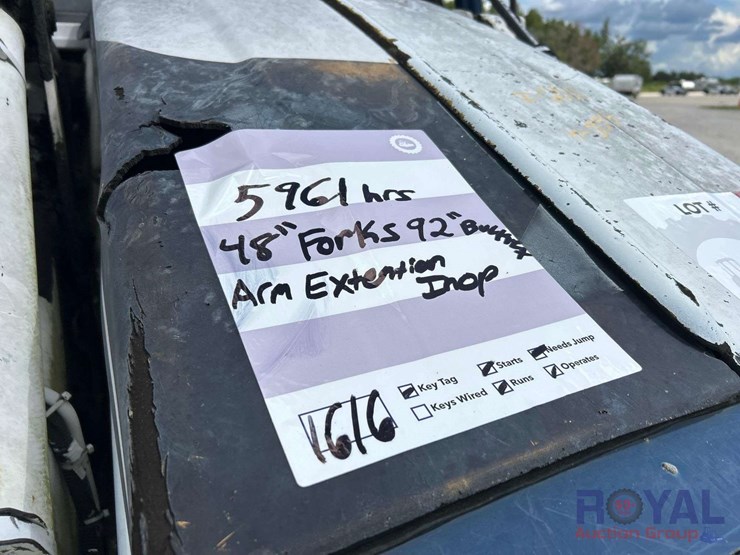 5961 hrs
48" Forks 92"
Arm Extention Inop
Key Tag
Starts
Needs Jump
Keys Wired
Runs
Operates
1616
LOT #
ROYAL
Auction Group